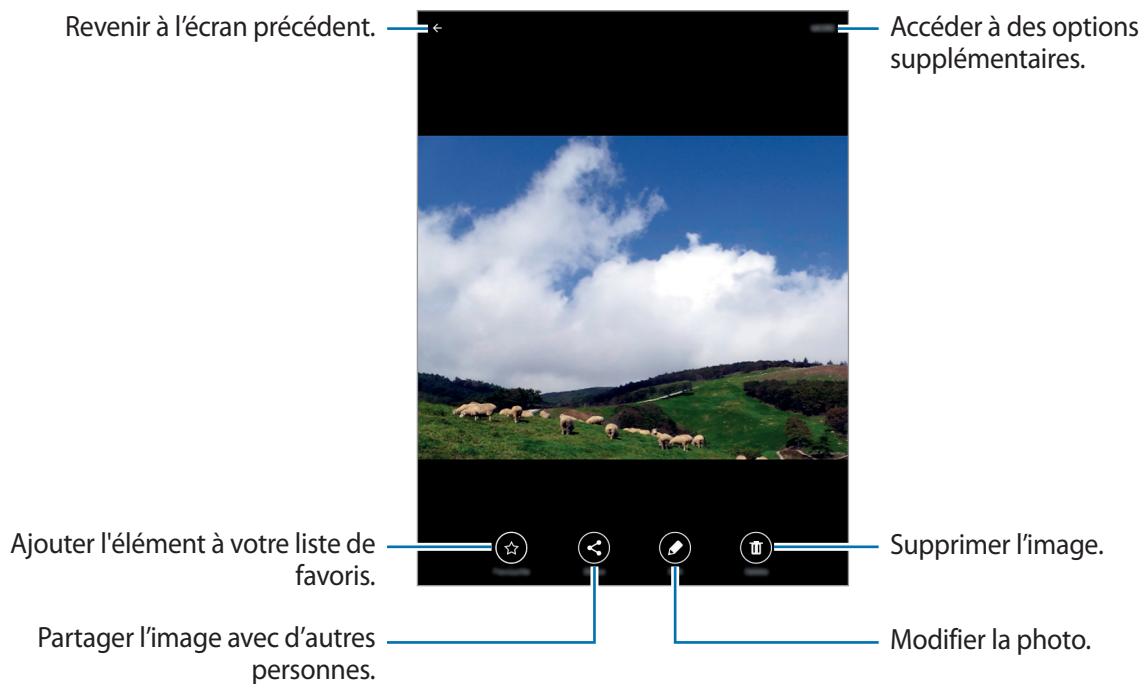 Revenir à l’écran précédent.
Accéder à des options
supplémentaires.
Ajouter l'élément à votre liste de
favoris.
Supprimer l’image.
Partager l’image avec d’autres
personnes.
Modifier la photo.